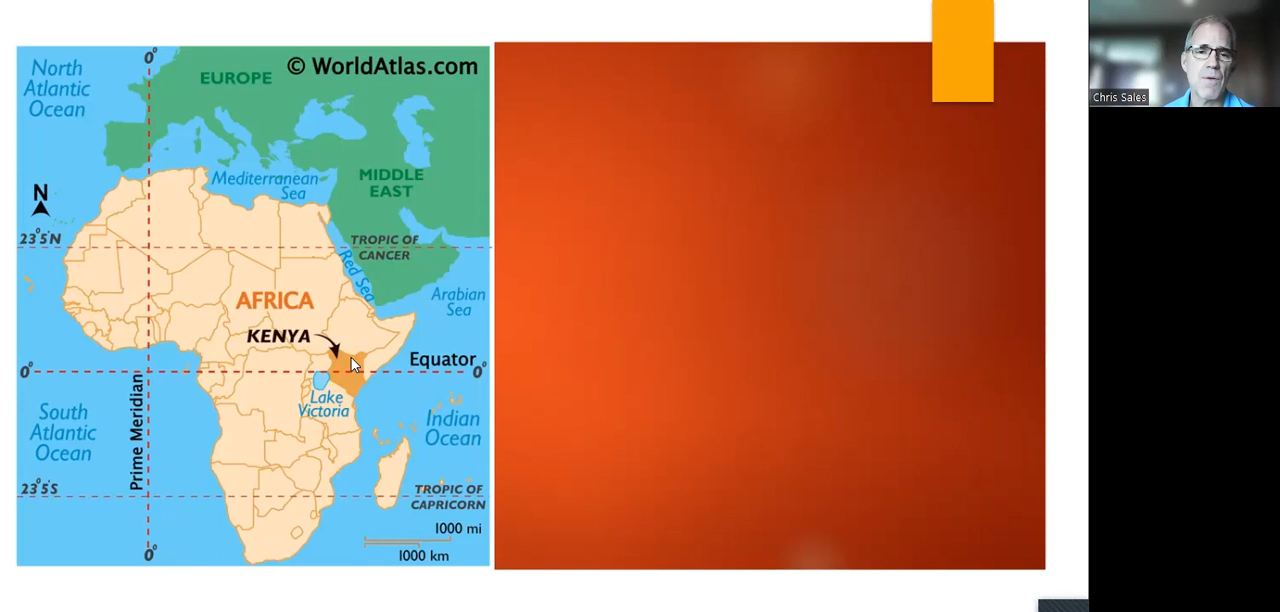 0°
© WorldAtlas.com
North
Atlantic
Ocean
EUROPE
Mediterranean
Sea
MIDDLE
EAST
N
23°5'N
TROPIC OF
CANCER
Red Sea
Arabian
Sea
AFRICA
KENYA
Equator
0°
0°
Lake
Victoria
Prime Meridian
South
Atlantic
Ocean
Indian
Ocean
23°5'S
TROPIC OF
CAPRICORN
1000 mi
1000 km
0°
Chris Sales